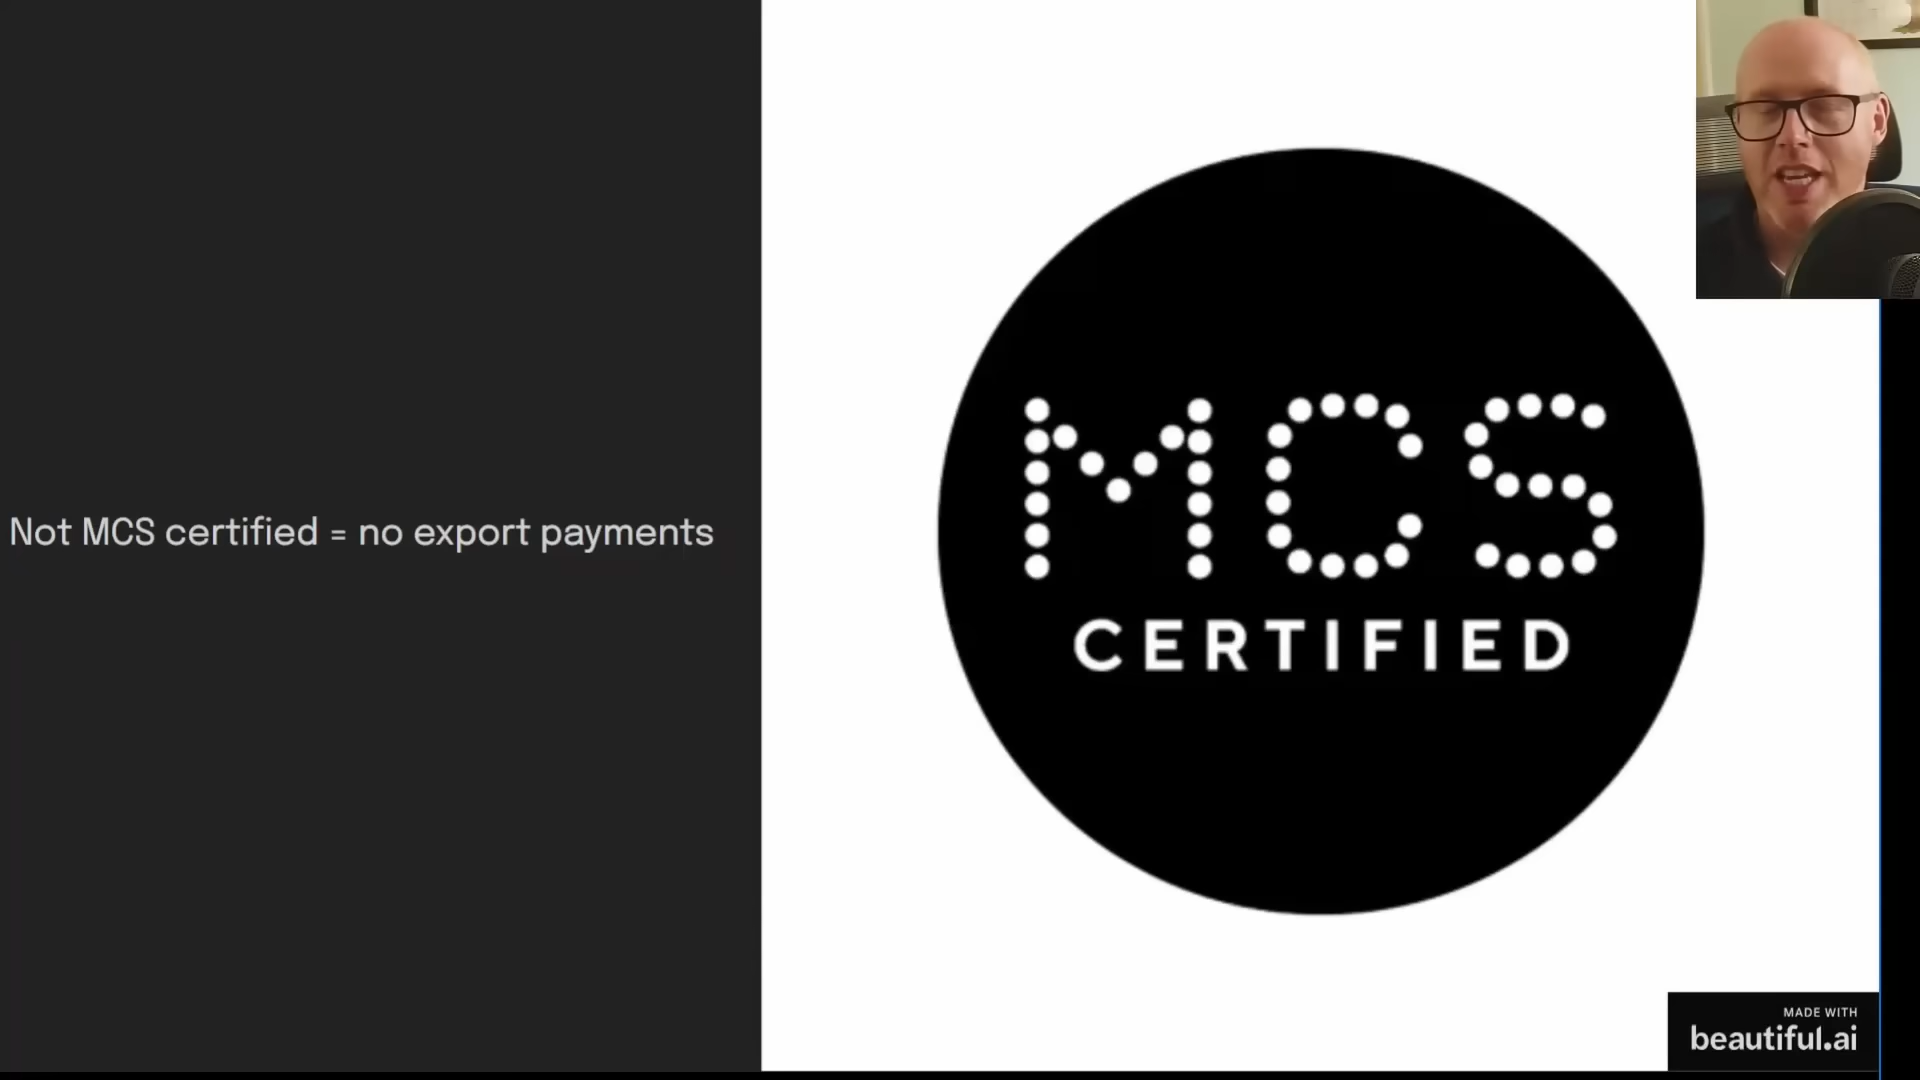 Not MCS certified = no export payments
MCS
CERTIFIED
MADE WITH
beautiful.ai